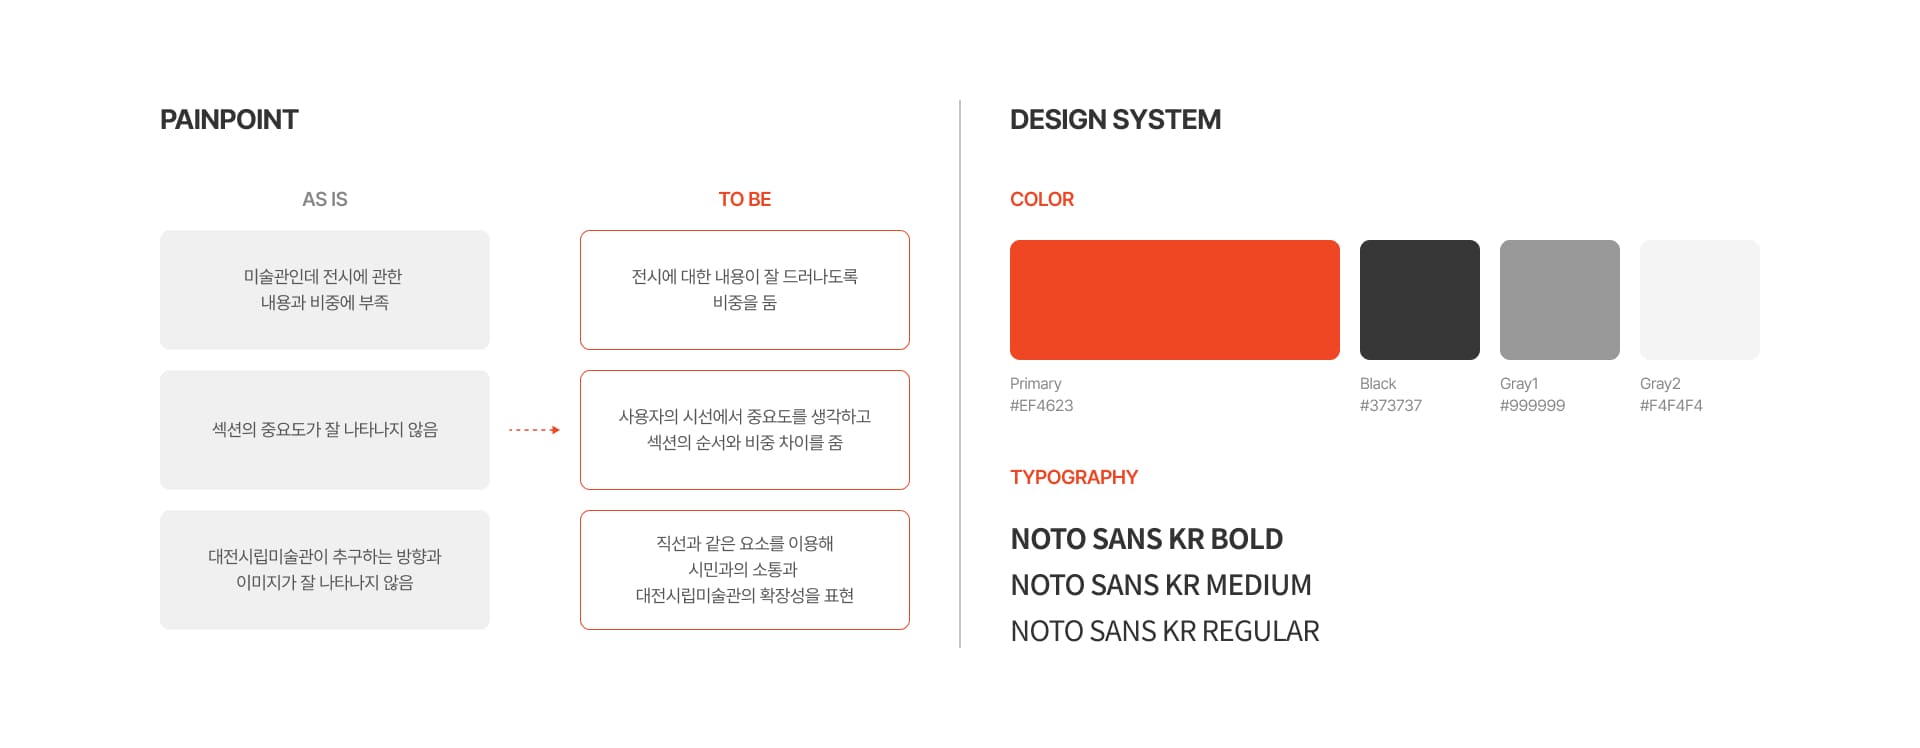 PAINPOINT
AS IS
미술관인데 전시에 관한
내용과 비중에 부족
섹션의 중요도가 잘 나타나지 않음
대전시립미술관이 추구하는 방향과
이미지가 잘 나타나지 않음
TO BE
전시에 대한 내용이 잘 드러나도록
비중을 둠
사용자의 시선에서 중요도를 생각하고
섹션의 순서와 비중 차이를 줌
직선과 같은 요소를 이용해
시민과의 소통과
대전시립미술관의 확장성을 표현
DESIGN SYSTEM
COLOR
Primary
#EF4623
Black
#373737
Gray1
#999999
Gray2
#F4F4F4
TYPOGRAPHY
NOTO SANS KR BOLD
NOTO SANS KR MEDIUM
NOTO SANS KR REGULAR